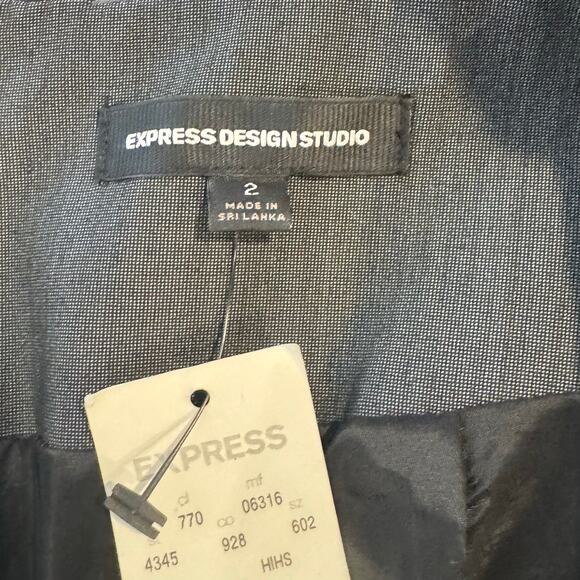 EXPRESS DESIGN STUDIO
2
MADE IN
SRI LANKA
EXPRESS
cl mf sz
770 06316
4345 co 602
928
HIHS